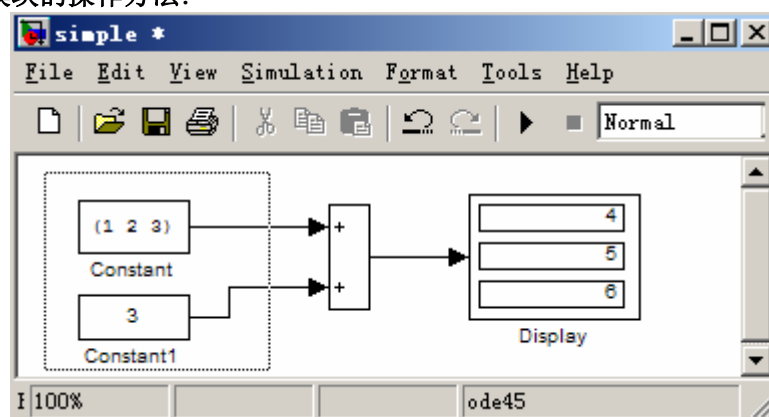 块的操作方法:
simple *
File Edit View Simulation Format Tools Help
Normal
(1 2 3)
Constant
3
Constant1
+
+
4
5
6
Display
100%
ode45